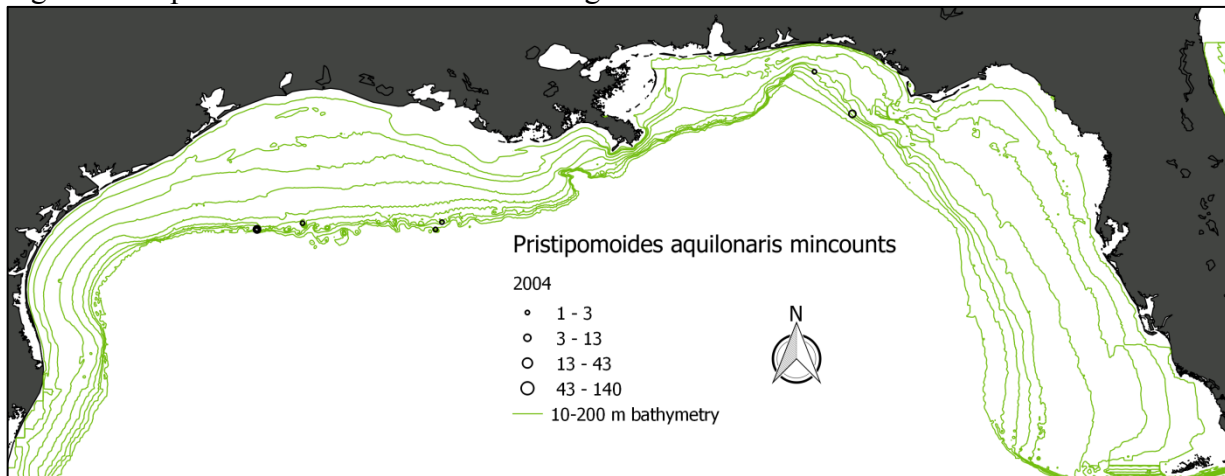 Pristipomoides aquilonaris mincounts
2004
1 - 3
3 - 13
13 - 43
43 - 140
10-200 m bathymetry
N